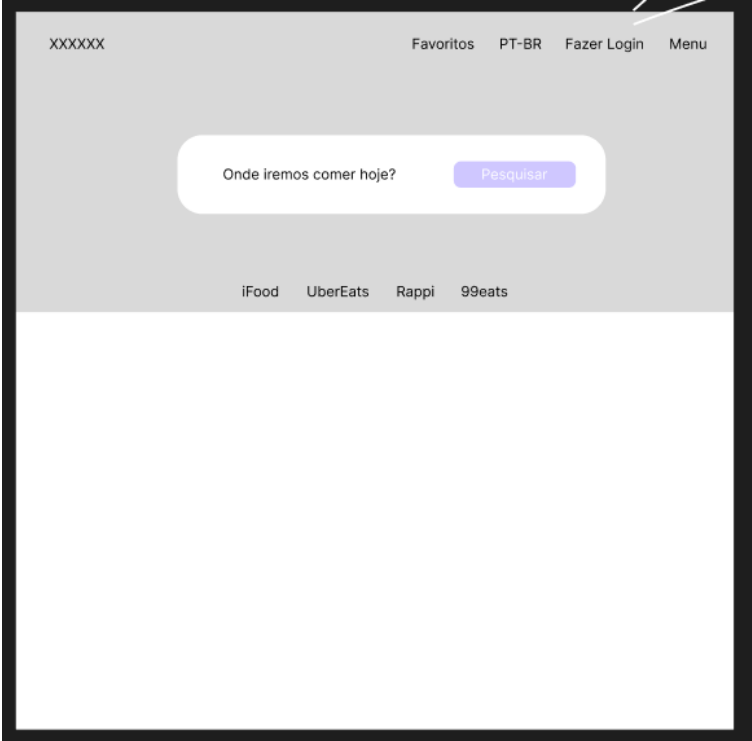 XXXXXX Favoritos PT-BR Fazer Login Menu
Onde iremos comer hoje? Pesquisar
iFood UberEats Rappi 99eats